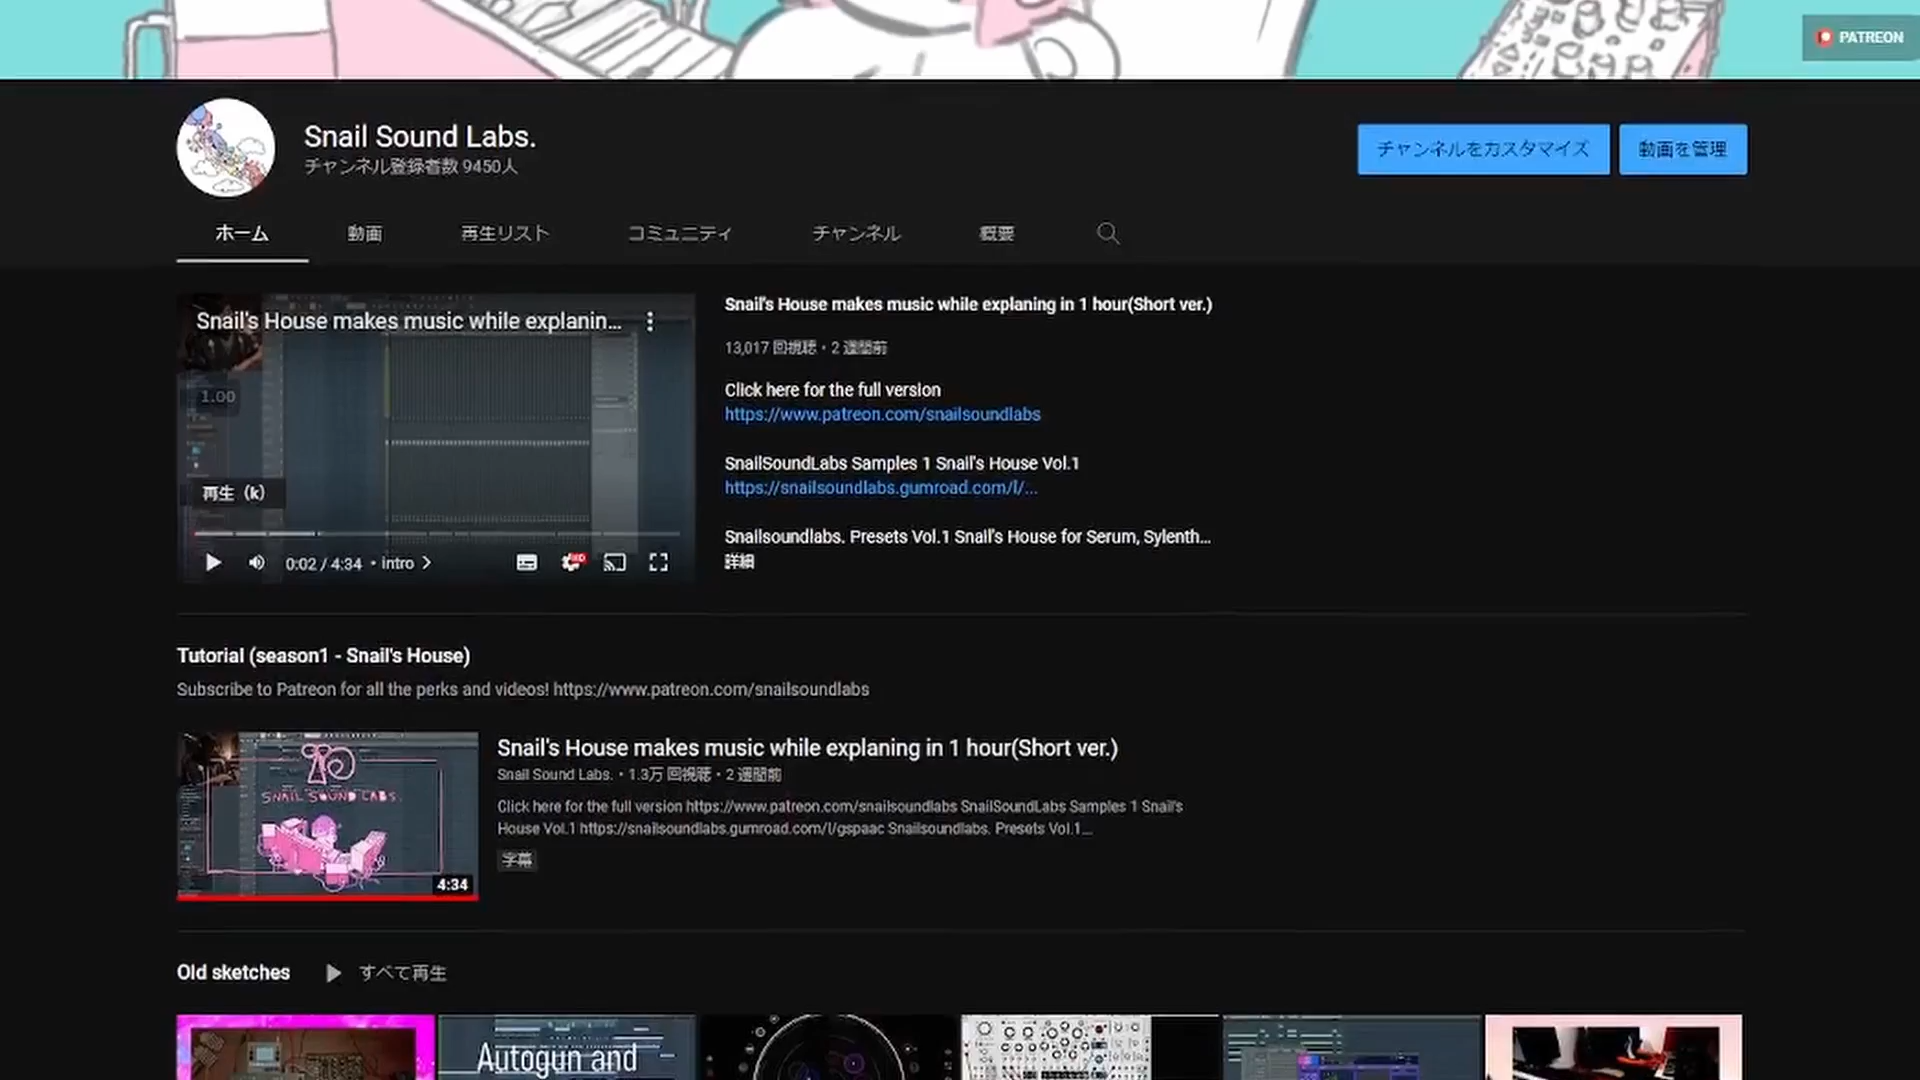 PATREON
Snail Sound Labs.
チャンネル登録者数 9450人
チャンネルをカスタマイズ
動画を管理
ホーム
動画
再生リスト
コミュニティ
チャンネル
概要
Snail's House makes music while explanin...
1.00
再生 (k)
0:02 / 4:34 • intro
HD
Snail's House makes music while explaning in 1 hour(Short ver.)
13,017 回視聴・2 週間前
Click here for the full version
https://www.patreon.com/snailsoundlabs
SnailSoundLabs Samples 1 Snail's House Vol.1
https://snailsoundlabs.gumroad.com/l/...
Snailsoundlabs. Presets Vol.1 Snail's House for Serum, Sylenth...
詳細
Tutorial (season1 - Snail's House)
Subscribe to Patreon for all the perks and videos! https://www.patreon.com/snailsoundlabs
SNAIL SOUND LABS.
4:34
Snail's House makes music while explaning in 1 hour(Short ver.)
Snail Sound Labs.・1.3万 回視聴・2 週間前
Click here for the full version https://www.patreon.com/snailsoundlabs SnailSoundLabs Samples 1 Snail's
House Vol.1 https://snailsoundlabs.gumroad.com/l/gspaac Snailsoundlabs. Presets Vol.1...
字幕
Old sketches
すべて再生
Autogun and